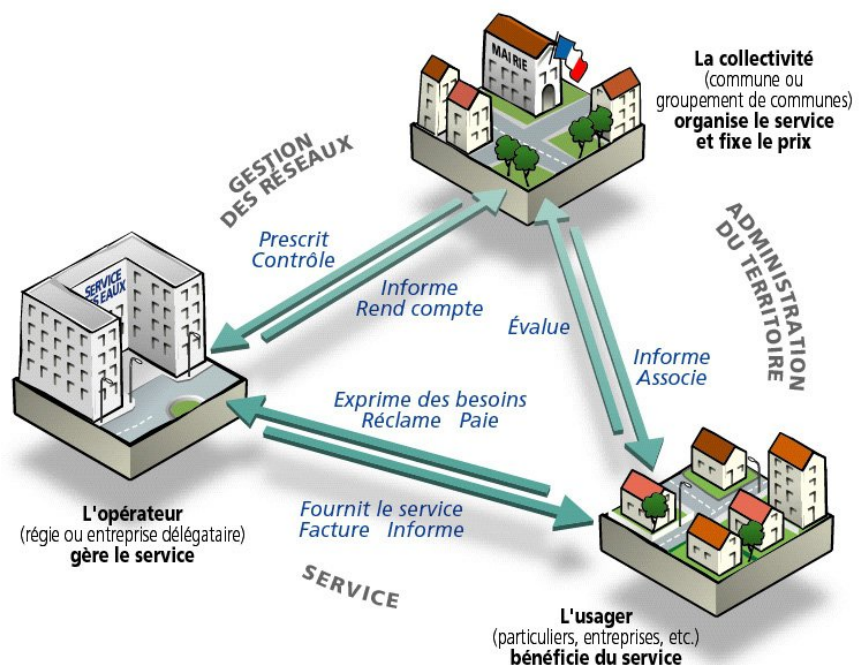 MAIRIE
La collectivité
(commune ou
groupement de communes)
organise le service
et fixe le prix
GESTION
DES RÉSEAUX
ADMINISTRATION
DU TERRITOIRE
Prescrit
Contrôle
Informe
Rend compte
SERVICE
DES EAUX
Évalue
Informe
Associe
Exprime des besoins
Réclame Paie
Fournit le service
Facture Informe
L'opérateur
(régie ou entreprise délégataire)
gère le service
SERVICE
L'usager
(particuliers, entreprises, etc.)
bénéficie du service